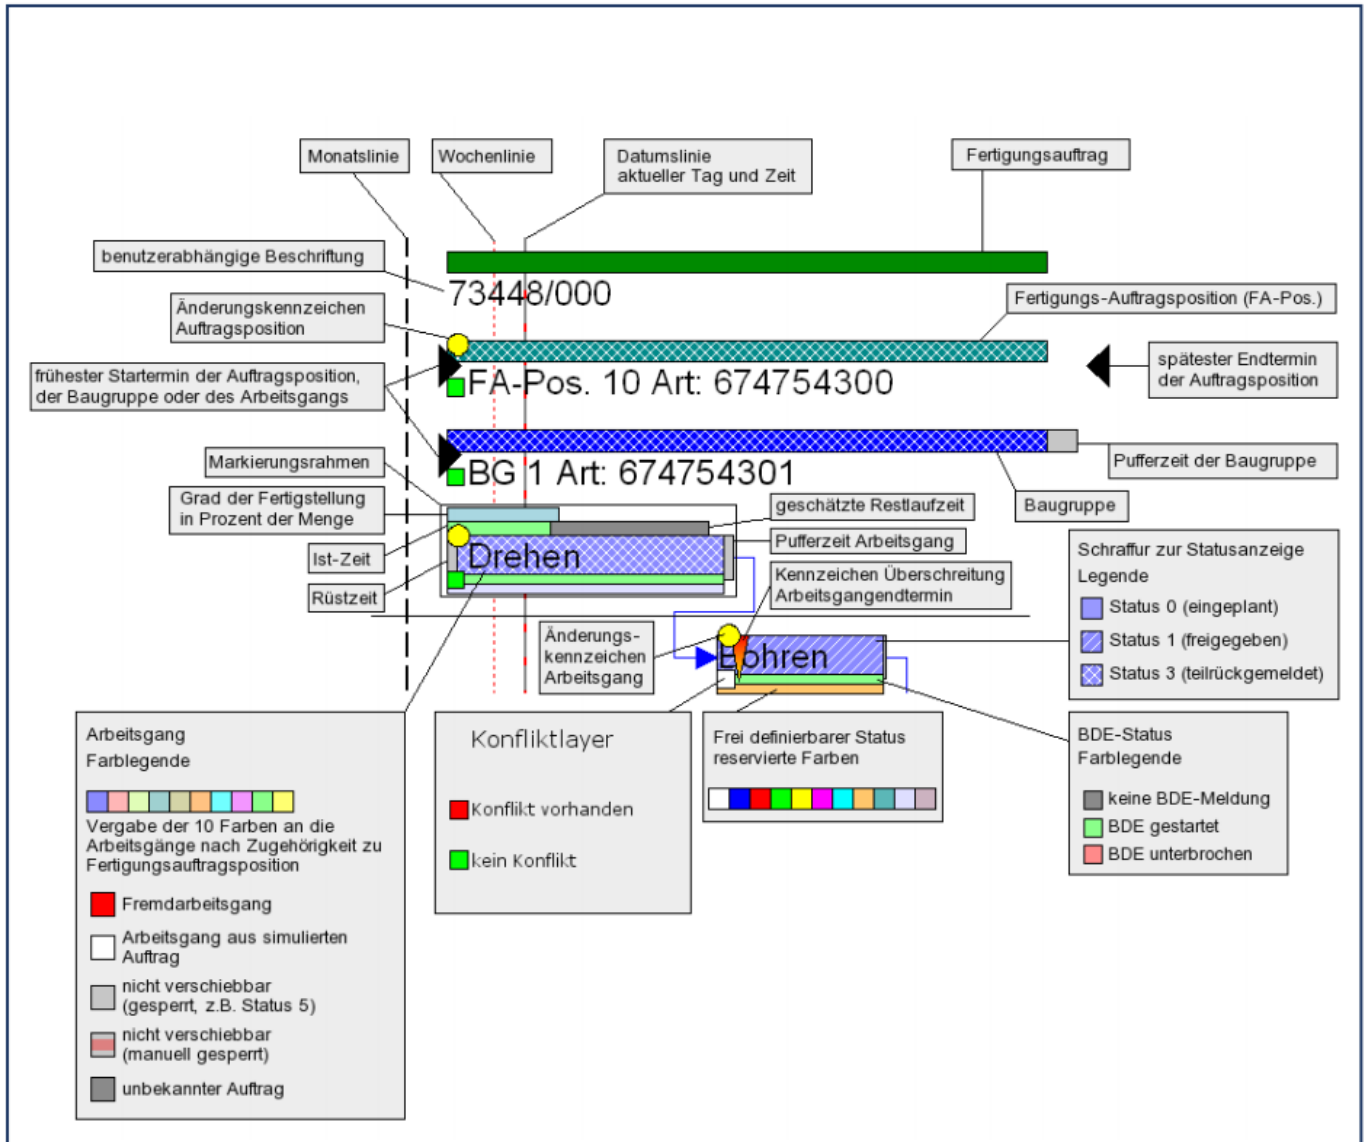 Monatslinie
Wochenlinie
Datumslinie
aktueller Tag und Zeit
Fertigungsauftrag
benutzerabhängige Beschriftung
73448/000
Änderungskennzeichen
Auftragsposition
Fertigungs-Auftragsposition (FA-Pos.)
frühester Startermin der Auftragsposition,
der Baugruppe oder des Arbeitsgangs
FA-Pos. 10 Art: 674754300
spätester Endtermin
der Auftragsposition
Markierungsrahmen
BG 1 Art: 674754301
Pufferzeit der Baugruppe
Grad der Fertigstellung
in Prozent der Menge
geschätzte Restlaufzeit
Baugruppe
Ist-Zeit
Drehen
Pufferzeit Arbeitsgang
Rüstzeit
Kennzeichen Überschreitung
Arbeitsgangendtermin
Schraffur zur Statusanzeige
Legende
Status 0 (eingeplant)
Status 1 (freigegeben)
Status 3 (teilrückgemeldet)
Änderungs-
kennzeichen
Arbeitsgang
Bohren
Arbeitsgang
Farblegende
Vergabe der 10 Farben an die
Arbeitsgänge nach Zugehörigkeit zu
Fertigungsauftragsposition
Fremdarbeitsgang
Arbeitsgang aus simulierten
Auftrag
nicht verschiebbar
(gesperrt, z.B. Status 5)
nicht verschiebbar
(manuell gesperrt)
unbekannter Auftrag
Konfliktlayer
Konflikt vorhanden
kein Konflikt
Frei definierbarer Status
reservierte Farben
BDE-Status
Farblegende
keine BDE-Meldung
BDE gestartet
BDE unterbrochen